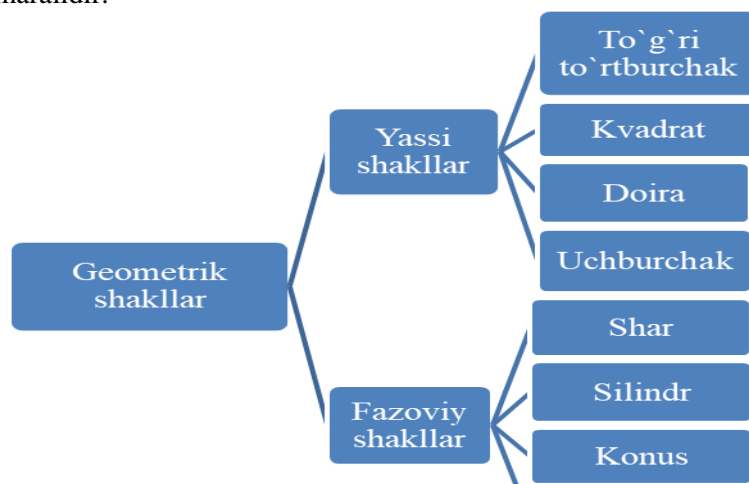 To`g`ri
to`rtburchak
Yassi
shakllar
Kvadrat
Doira
Uchburchak
Geometrik
shakllar
Shar
Fazoviy
shakllar
Silindr
Konus